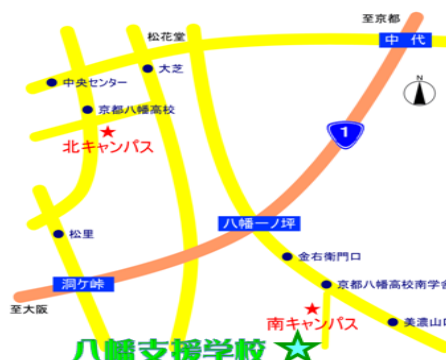 至京都
松花堂
中代
N
大芝
中央センター
京都八幡高校
1
北キャンパス
八幡一ノ坪
松里
金右衛門口
洞ケ峠
京都八幡高校南学舎
至大阪
南キャンパス
美濃山口
八幡支援学校